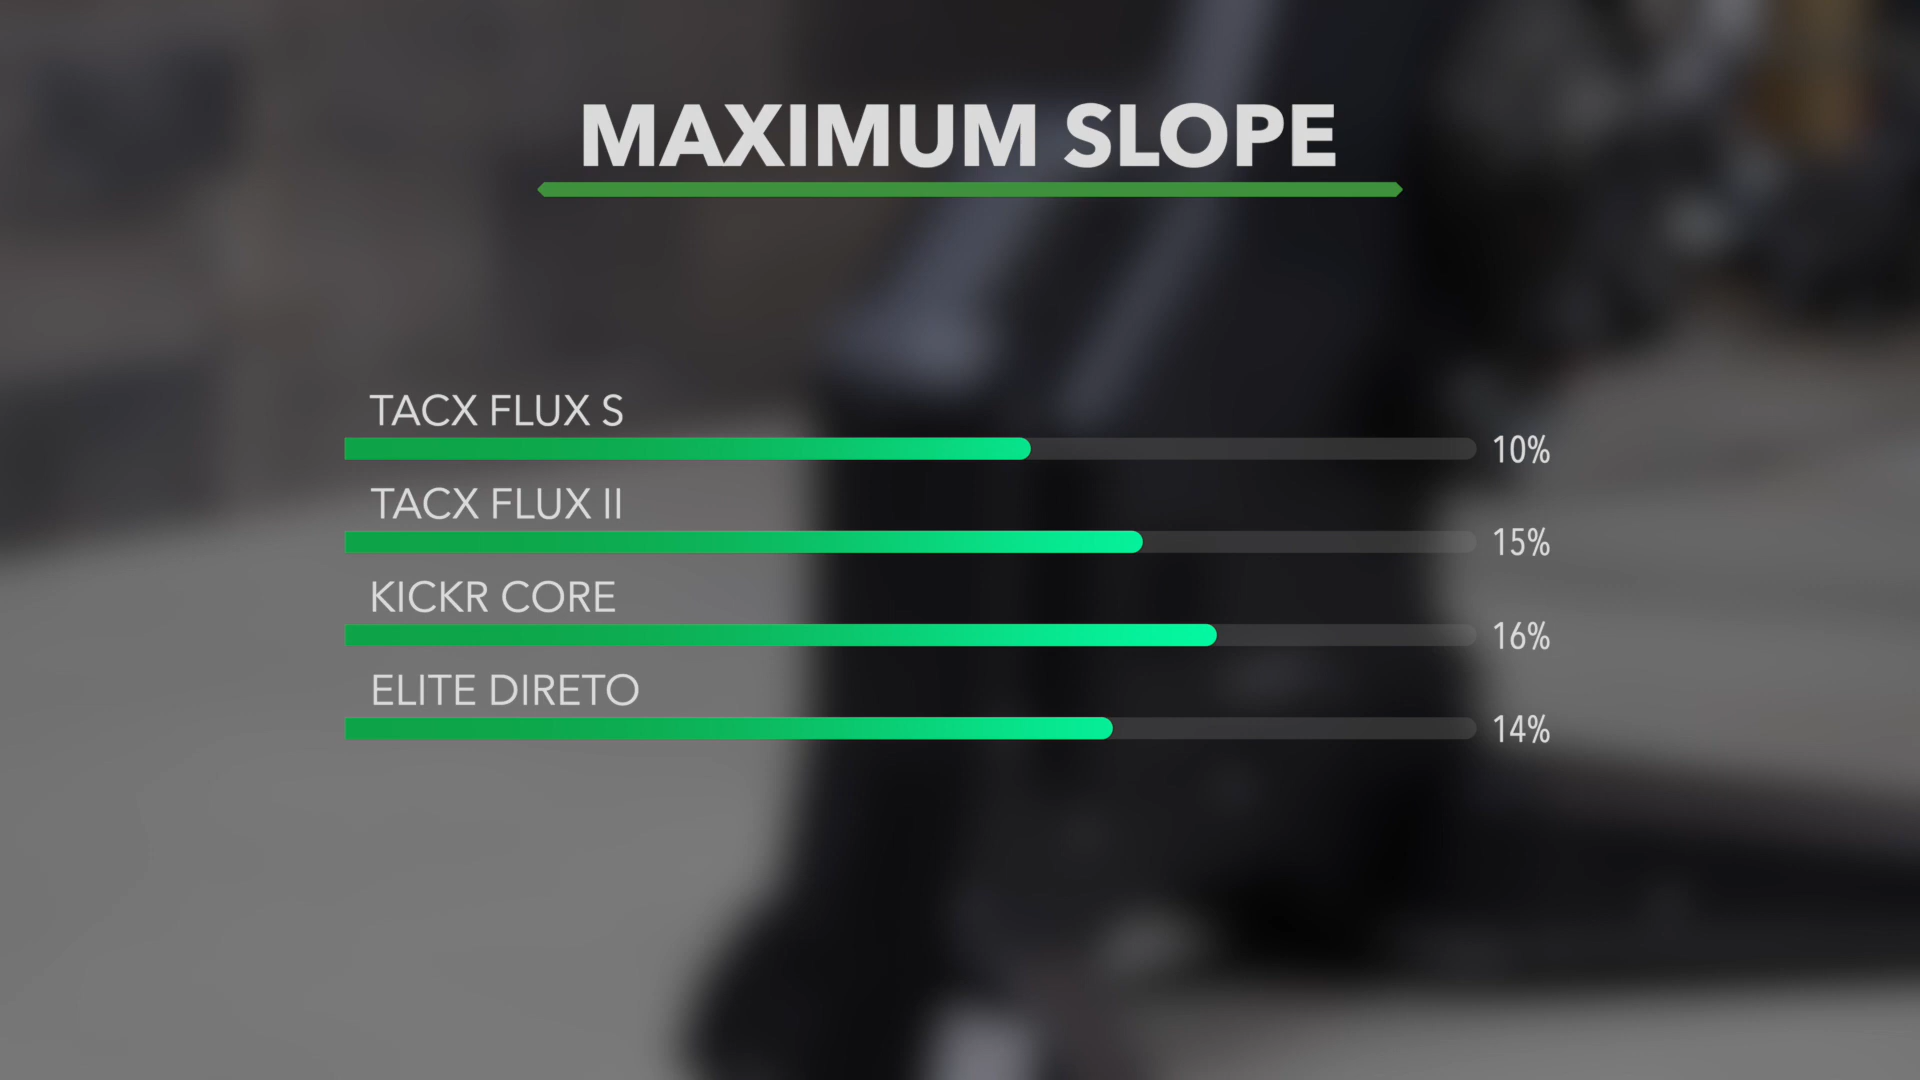 MAXIMUM SLOPE
TACX FLUX S
10%
TACX FLUX II
15%
KICKR CORE
16%
ELITE DIRETO
14%